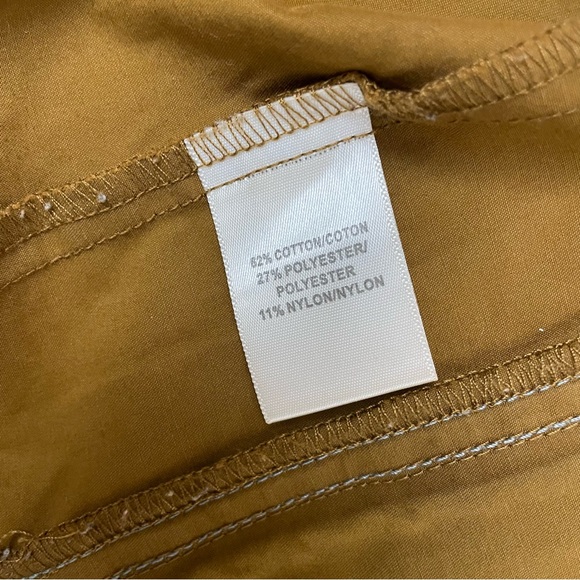 62% COTTON/COTON
27% POLYESTER/
POLYESTER
11% NYLON/NYLON